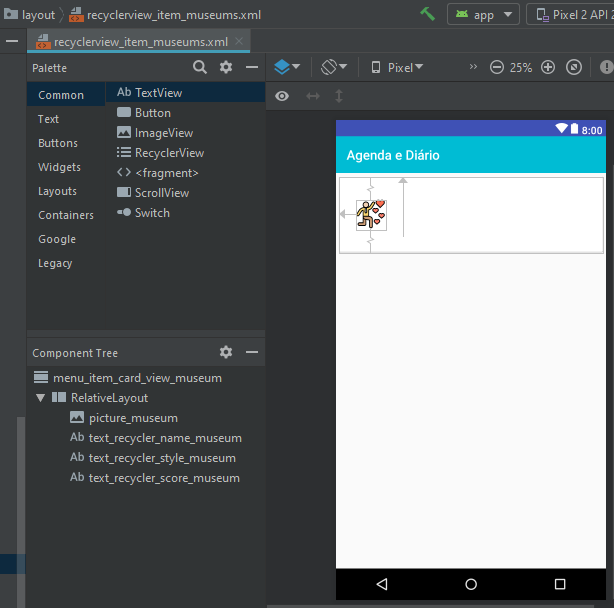 layout recyclerview_item_museums.xml app Pixel 2 API 2
recyclerview_item_museums.xml
Palette Pixel 25%
Common
Text
Buttons
Widgets
Layouts
Containers
Google
Legacy
Ab TextView
Button
ImageView
RecyclerView
<fragment>
ScrollView
Switch
Component Tree
menu_item_card_view_museum
RelativeLayout
picture_museum
Ab text_recycler_name_museum
Ab text_recycler_style_museum
Ab text_recycler_score_museum
8:00
Agenda e Diário